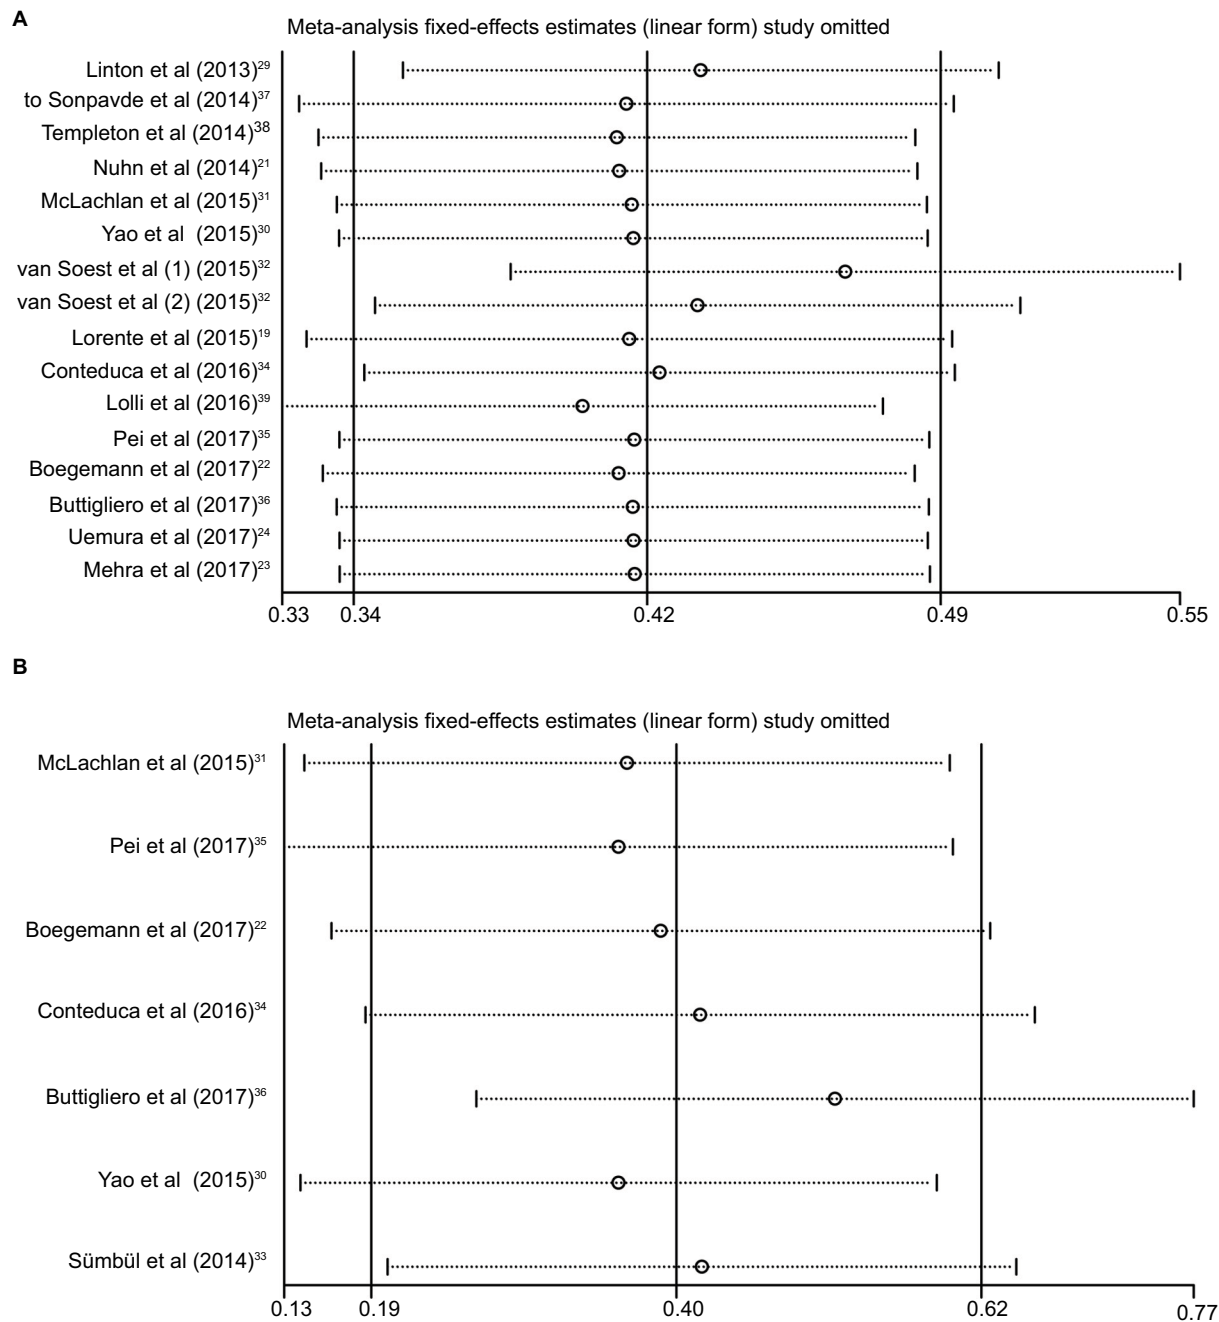 A
Meta-analysis fixed-effects estimates (linear form) study omitted
Linton et al (2013)29
to Sonpavde et al (2014)37
Templeton et al (2014)38
Nuhn et al (2014)21
McLachlan et al (2015)31
Yao et al (2015)30
van Soest et al (1) (2015)32
van Soest et al (2) (2015)32
Lorente et al (2015)19
Conteduca et al (2016)34
Lolli et al (2016)39
Pei et al (2017)35
Boegemann et al (2017)22
Buttigliero et al (2017)36
Uemura et al (2017)24
Mehra et al (2017)23
0.33 0.34 0.42 0.49 0.55
B
Meta-analysis fixed-effects estimates (linear form) study omitted
McLachlan et al (2015)31
Pei et al (2017)35
Boegemann et al (2017)22
Conteduca et al (2016)34
Buttigliero et al (2017)36
Yao et al (2015)30
Sümbül et al (2014)33
0.13 0.19 0.40 0.62 0.77